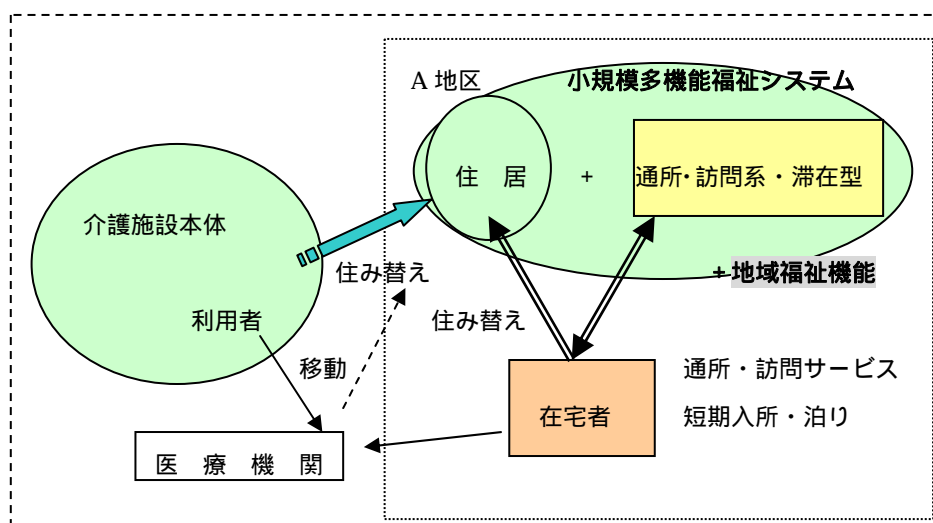 A 地区
小規模多機能福祉システム
住 居
+
通所・訪問系・滞在型
介護施設本体
住み替え
+ 地域福祉機能
利用者
住み替え
移動
通所・訪問サービス
在宅者
短期入所・泊り
医 療 機 関